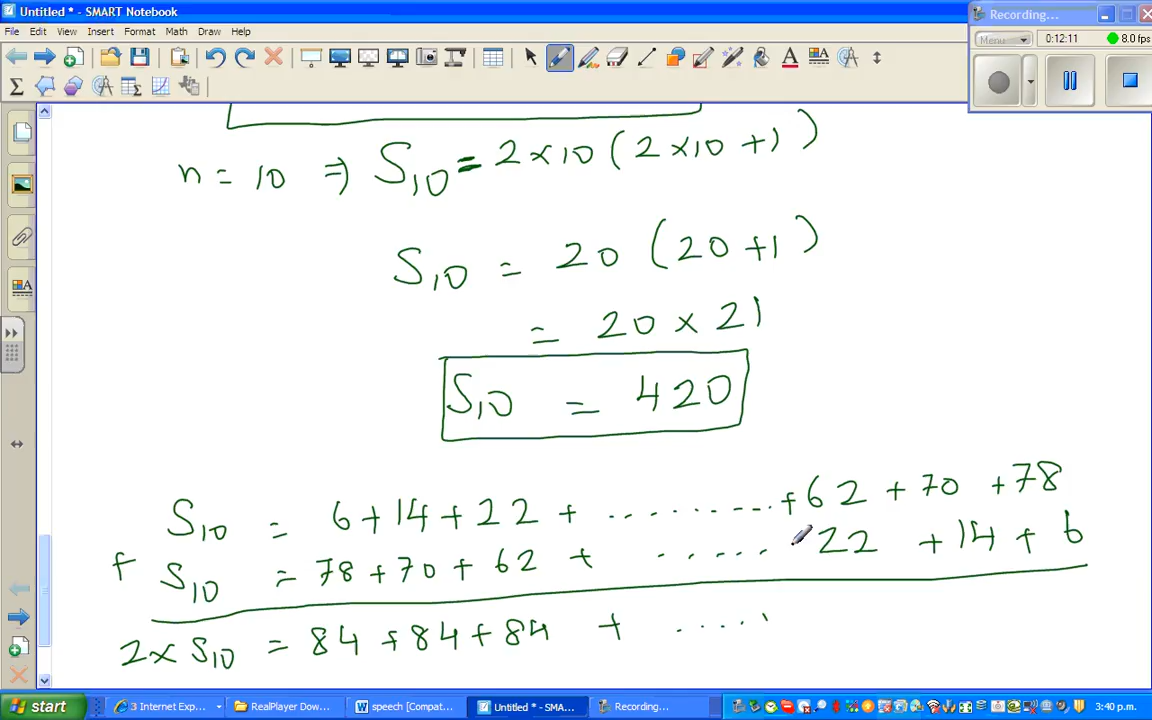 Untitled * - SMART Notebook
Recording...
File Edit View Insert Format Math Draw Help
Menu 0:12:11 8.0 fps
n = 10 ⇒ S10 = 2×10 (2×10 +1)
S10 = 20 (20+1)
= 20 × 21
S10 = 420
S10 = 6+14+22 + ........... +62 +70 +78
+ S10 = 78+70+ 62 + ...... 22 +14 + 6
2× S10 = 84 +84+84 + .....
start 3 Internet Exp... RealPlayer Dow... speech [Compat... Untitled * - SMA... Recording... 3:40 p.m.